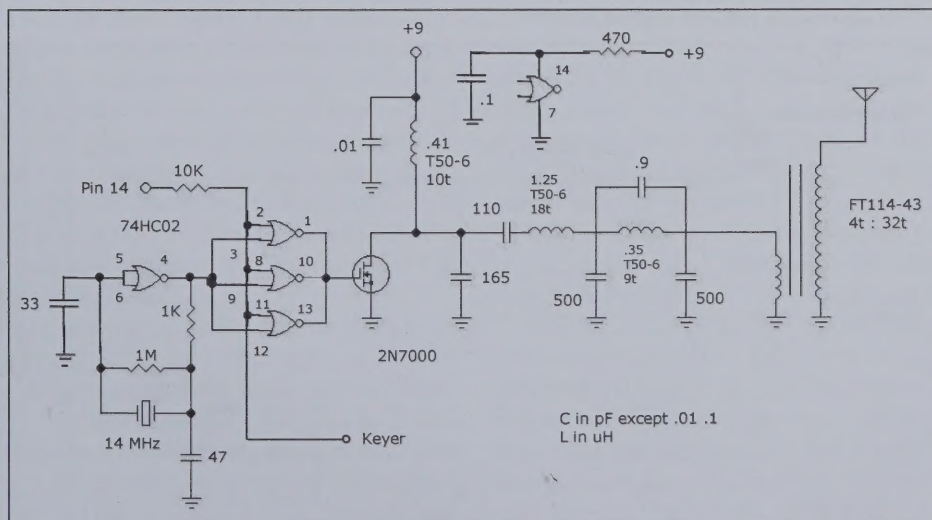 +9
470
+9
14
.1
7
.01
.41
T50-6
10t
10K
Pin 14
74HC02
2
1
3
8
10
9
11
13
12
5
4
6
33
1K
1M
14 MHz
47
Keyer
2N7000
110
1.25
T50-6
18t
.9
165
.35
T50-6
9t
500
500
FT114-43
4t : 32t
C in pF except .01 .1
L in uH